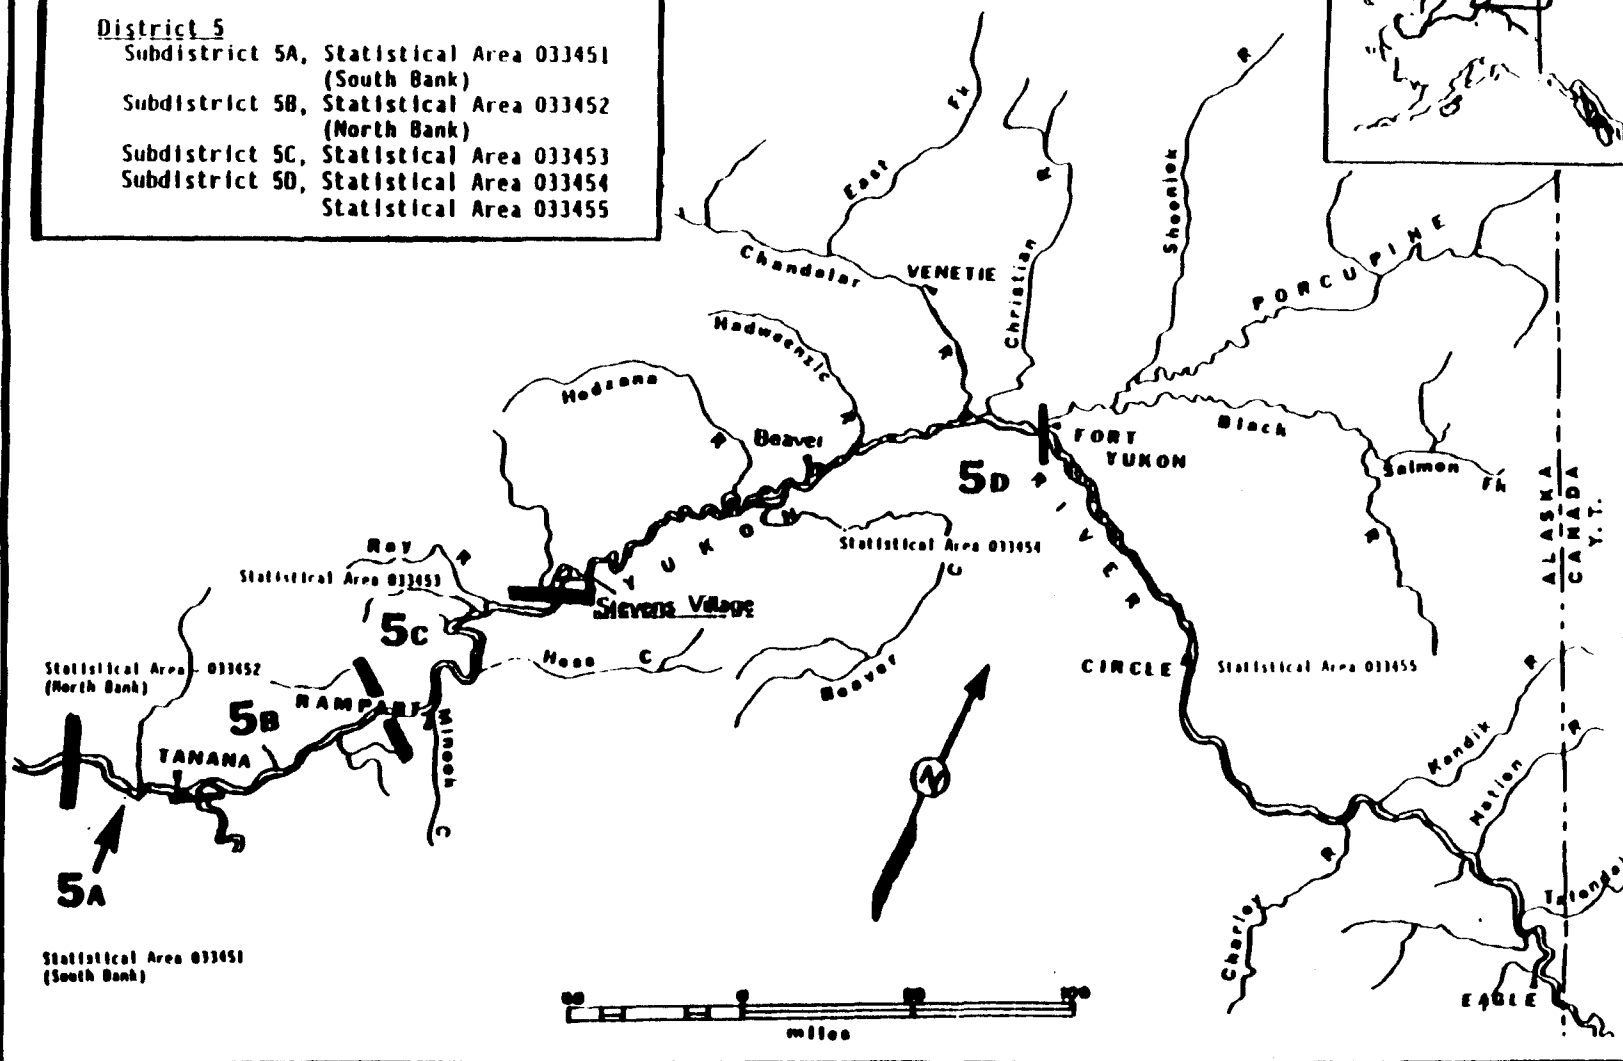 District 5
Subdistrict 5A, Statistical Area 033451
(South Bank)
Subdistrict 5B, Statistical Area 033452
(North Bank)
Subdistrict 5C, Statistical Area 033453
Subdistrict 5D, Statistical Area 033454
Statistical Area 033455
East Fk
R
R
Sheenjek
Chandalar
R
VENETIE
Christian
R
PORCUPINE
Hadweenzic
R
Hodzana
R
Beaver
FORT
YUKON
Black
R
Salmon
Fk
5D
ALASKA
CANADA
Y.T.
YUKON
RIVER
Statistical Area 033454
Ray
R
Statistical Area 033453
Stevens Village
5C
Hess C
Beaver
C
CIRCLE
Statistical Area 033455
Statistical Area 033452
(North Bank)
RAMPART
5B
TANANA
Minook
C
N
Kandik
R
Nation
R
5A
Charley
R
Statistical Area 033451
(South Bank)
EAGLE
50 0 50 100
miles